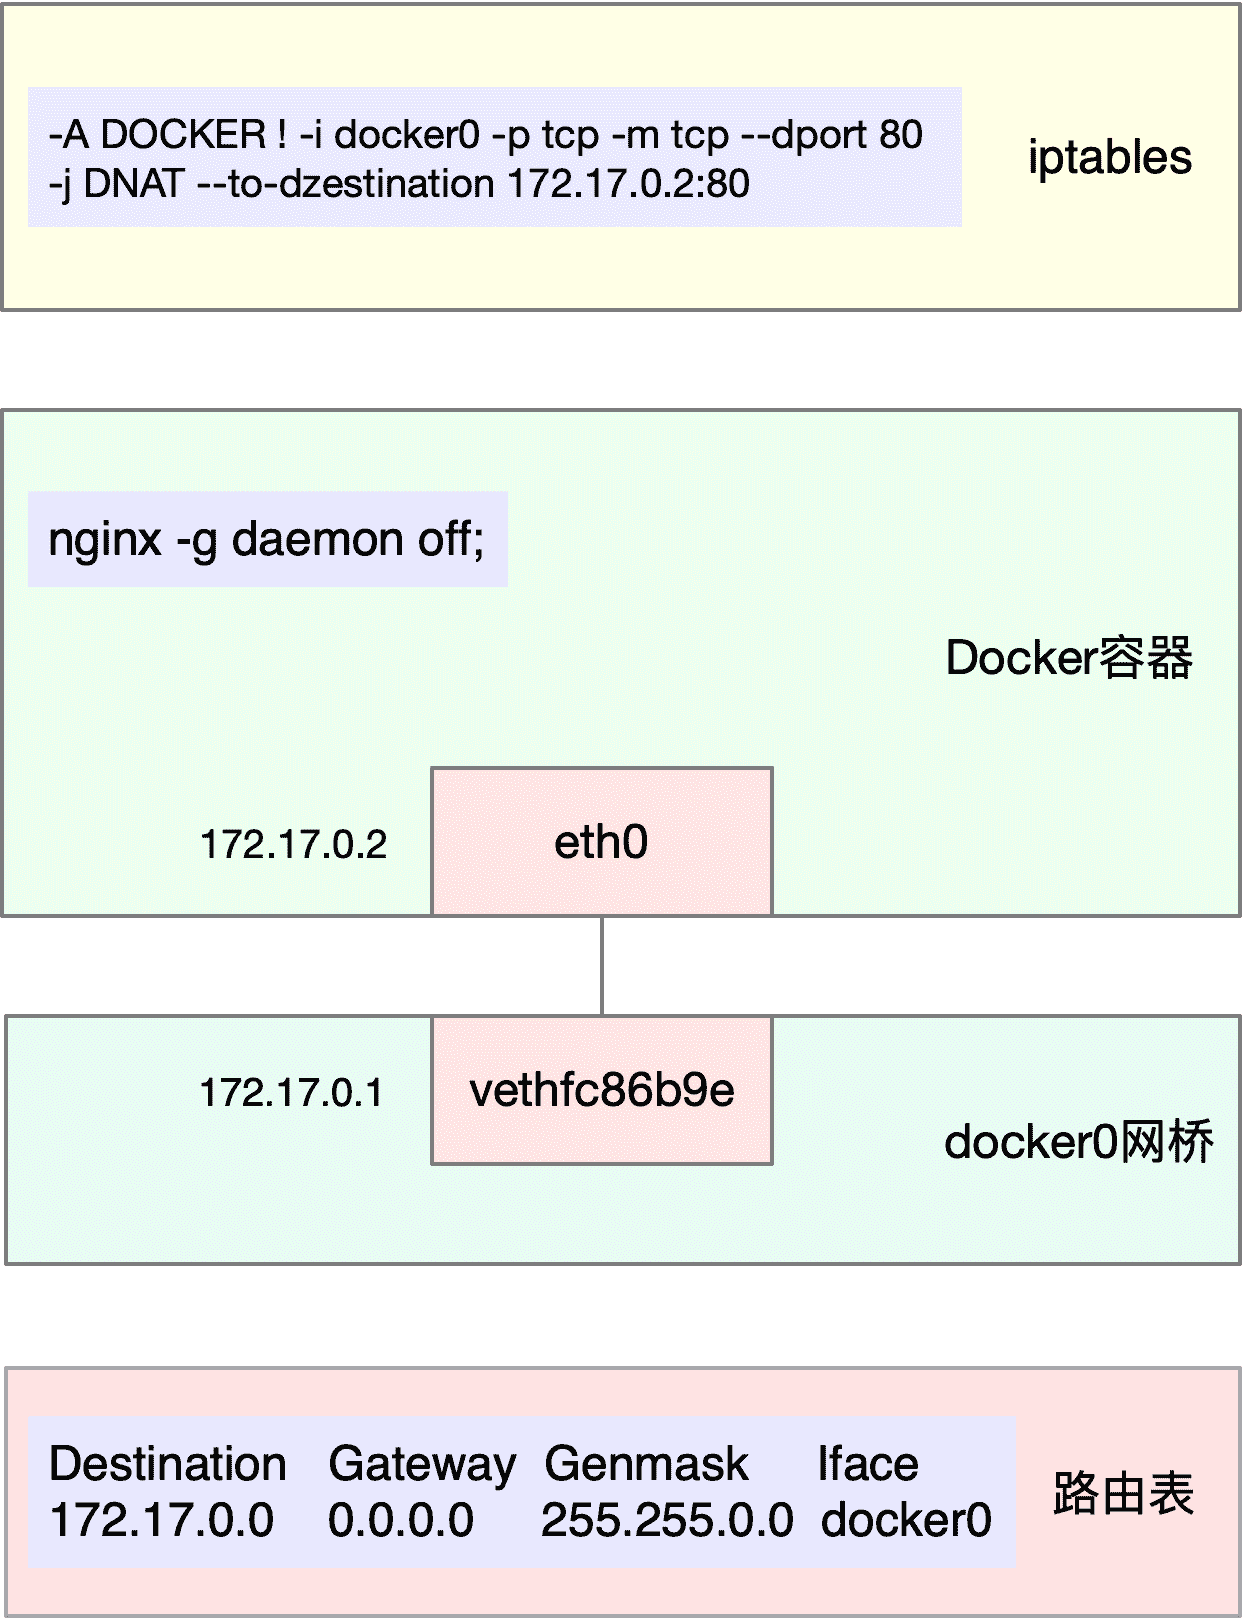 -A DOCKER ! -i docker0 -p tcp -m tcp --dport 80
-j DNAT --to-dzestination 172.17.0.2:80
iptables
nginx -g daemon off;
Docker容器
172.17.0.2
eth0
172.17.0.1
vethfc86b9e
docker0网桥
Destination Gateway Genmask Iface
172.17.0.0 0.0.0.0 255.255.0.0 docker0
路由表